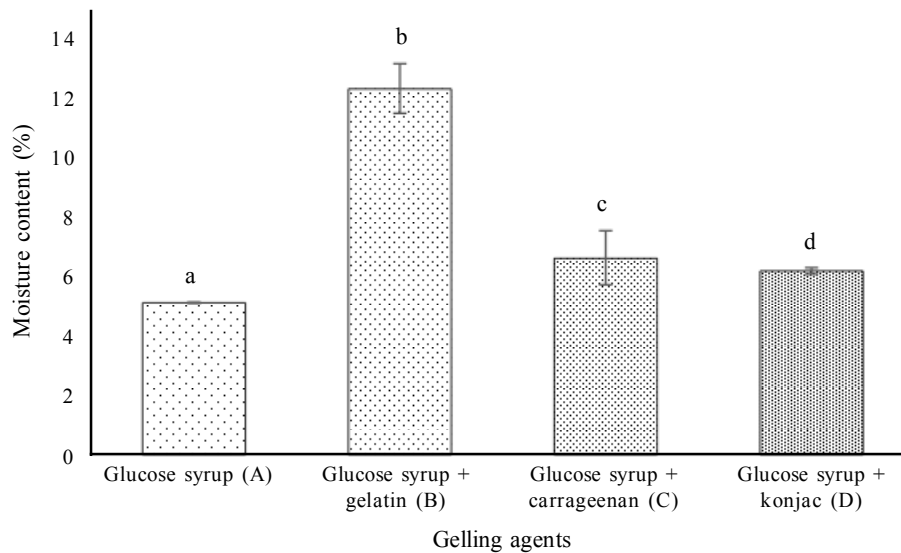 14
12
10
8
6
4
2
0
Moisture content (%)
a
b
c
d
Glucose syrup (A)
Glucose syrup +
gelatin (B)
Glucose syrup +
carrageenan (C)
Glucose syrup +
konjac (D)
Gelling agents